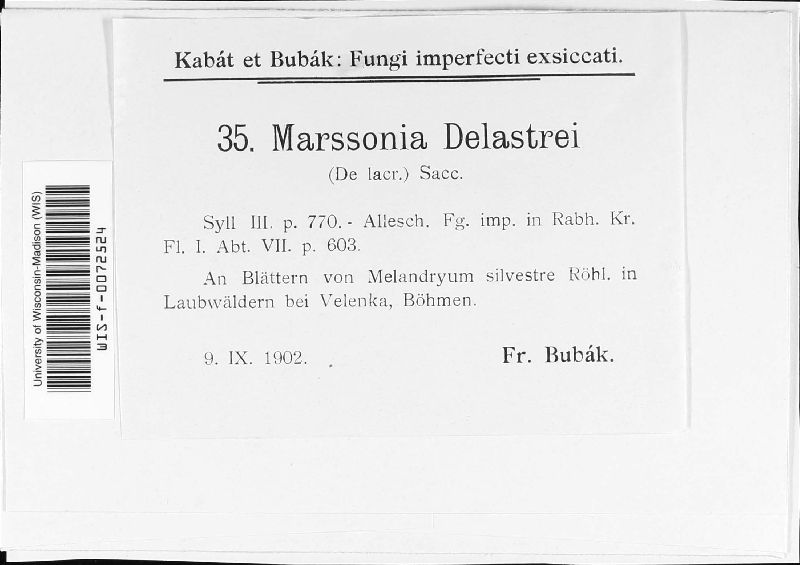 Kabát et Bubák: Fungi imperfecti exsiccati.
35. Marssonia Delastrei
(De lacr.) Sacc.
Syll III. p. 770. - Allesch. Fg. imp. in Rabh. Kr.
Fl. I. Abt. VII. p. 603.
An Blättern von Melandryum silvestre Röhl. in
Laubwäldern bei Velenka, Böhmen.
9. IX. 1902.
Fr. Bubák.
University of Wisconsin-Madison (WIS)
WIS-f-0072524